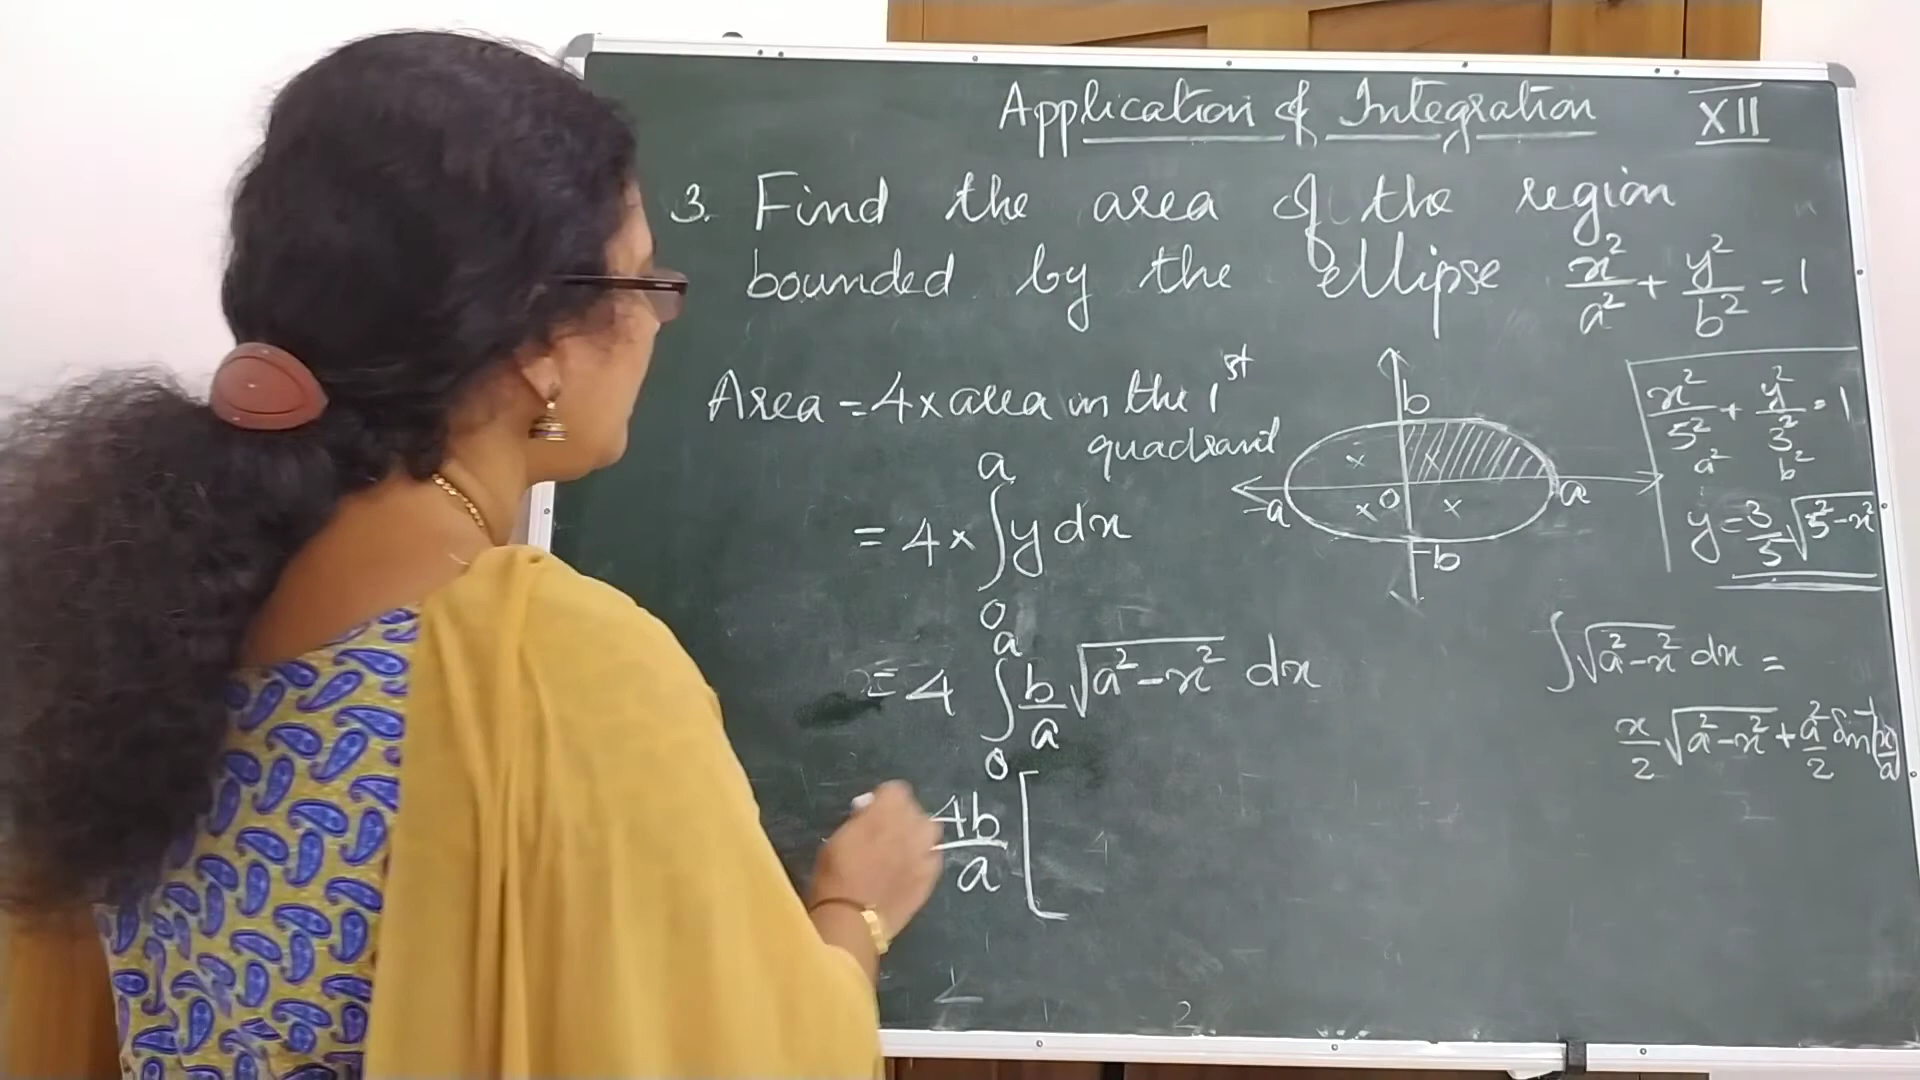 Application of Integration XII
3. Find the area of the region
bounded by the ellipse x²/a² + y²/b² = 1
Area = 4 × area in the 1st
quadrant
= 4 × ∫₀ᵃ y dx
= 4 ∫₀ᵃ b/a √(a²-x²) dx
4b/a [
b
-a
O
a
-b
x²/5² + y²/3² = 1
a² b²
y = 3/5 √(5²-x²)
∫√(a²-x²) dx =
x/2 √(a²-x²) + a²/2 sin⁻¹(x/a)